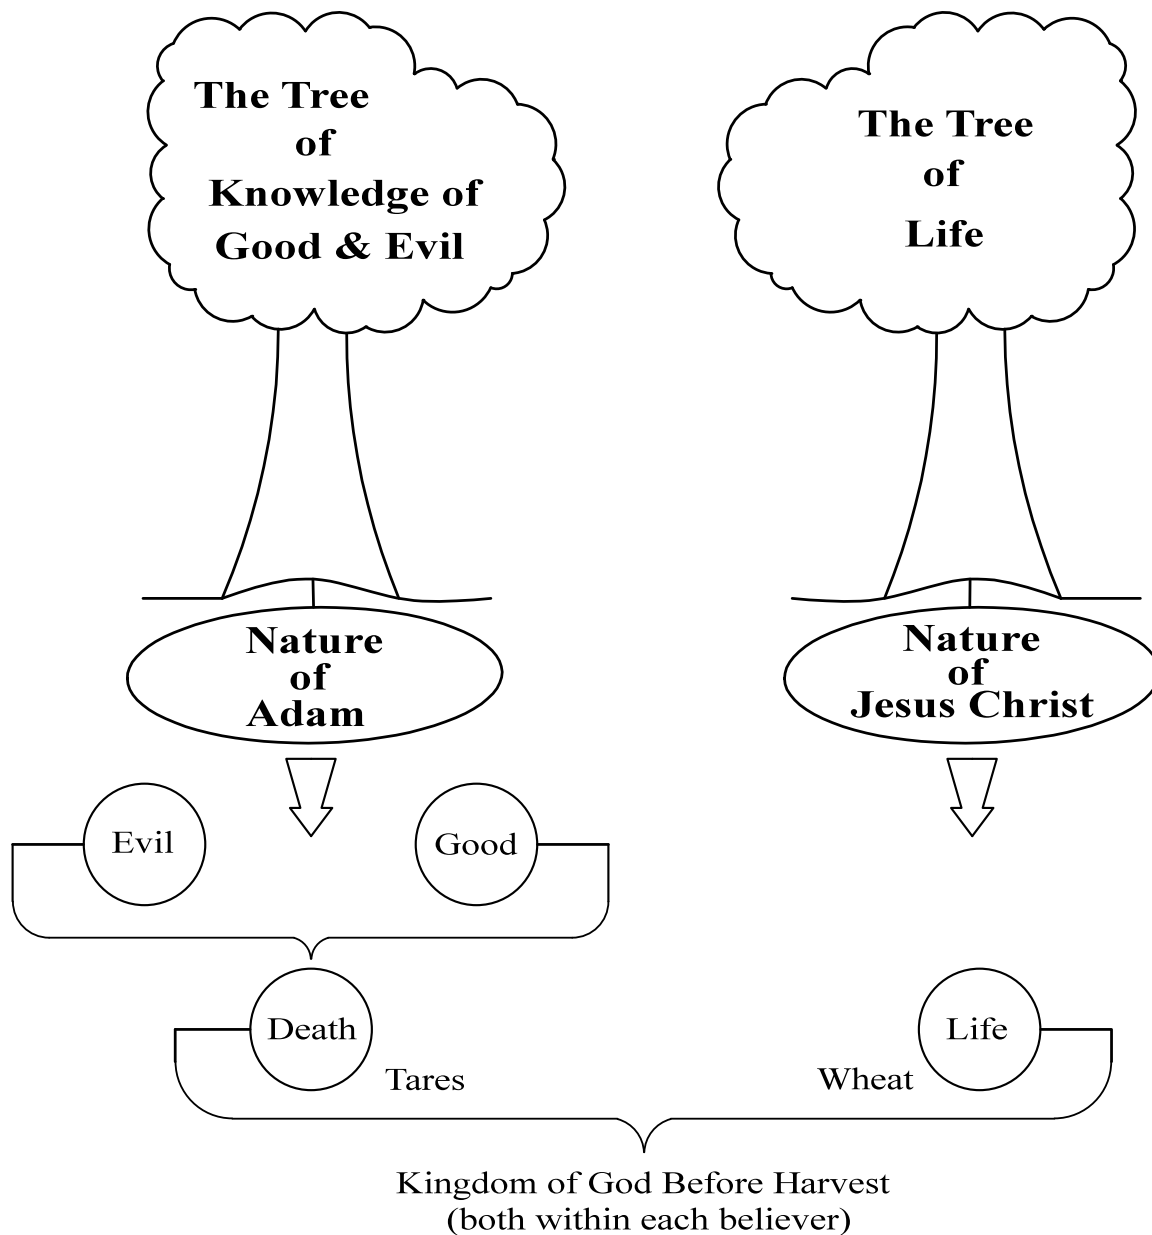 The Tree
of
Knowledge of
Good & Evil
The Tree
of
Life
Nature
of
Adam
Nature
of
Jesus Christ
Evil
Good
Death
Life
Tares
Wheat
Kingdom of God Before Harvest
(both within each believer)